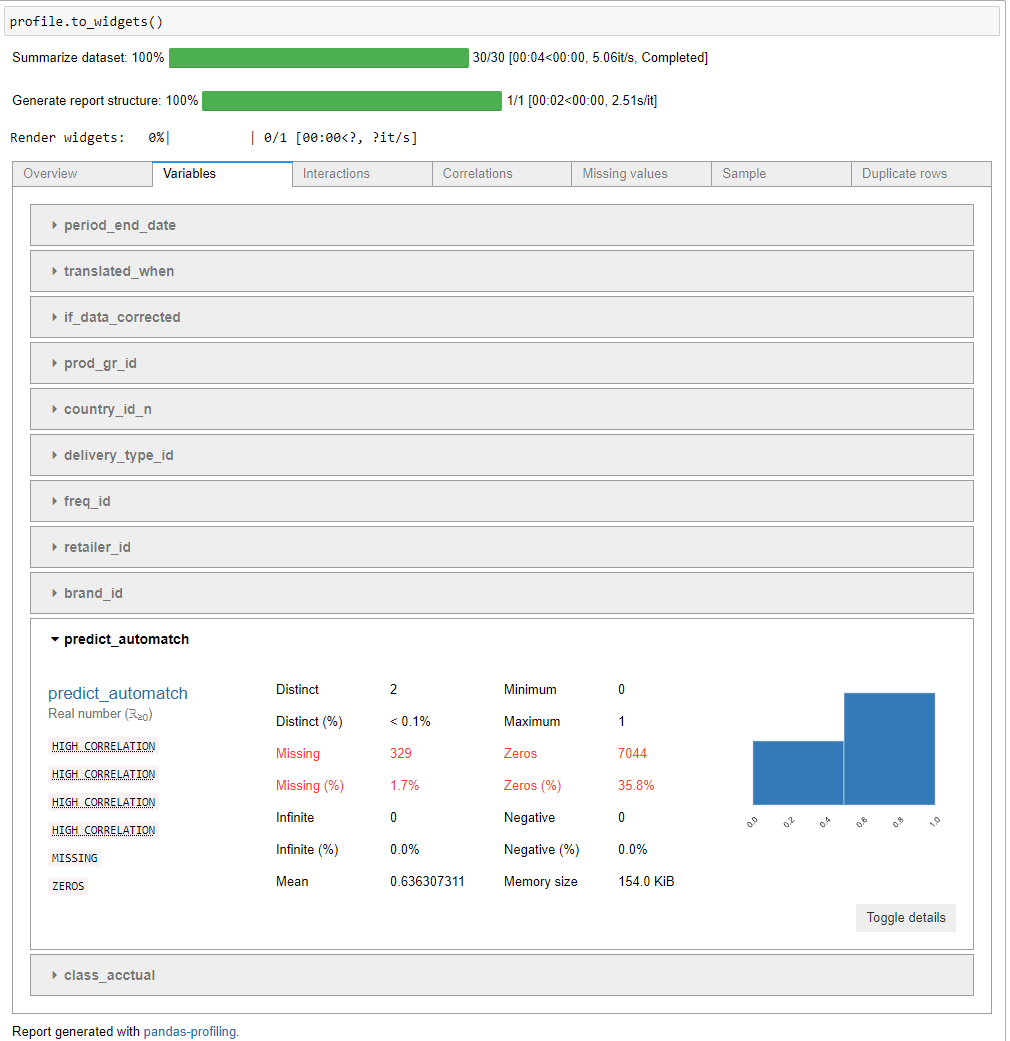 profile.to_widgets()
Summarize dataset: 100% 30/30 [00:04<00:00, 5.06it/s, Completed]
Generate report structure: 100% 1/1 [00:02<00:00, 2.51s/it]
Render widgets:   0%|          | 0/1 [00:00<?, ?it/s]
Overview Variables Interactions Correlations Missing values Sample Duplicate rows
period_end_date
translated_when
if_data_corrected
prod_gr_id
country_id_n
delivery_type_id
freq_id
retailer_id
brand_id
predict_automatch
predict_automatch
Real number (ℝ≥0)
HIGH CORRELATION
HIGH CORRELATION
HIGH CORRELATION
HIGH CORRELATION
MISSING
ZEROS
Distinct 2
Distinct (%) < 0.1%
Missing 329
Missing (%) 1.7%
Infinite 0
Infinite (%) 0.0%
Mean 0.636307311
Minimum 0
Maximum 1
Zeros 7044
Zeros (%) 35.8%
Negative 0
Negative (%) 0.0%
Memory size 154.0 KiB
0.0 0.2 0.4 0.6 0.8 1.0
Toggle details
class_acctual
Report generated with pandas-profiling.